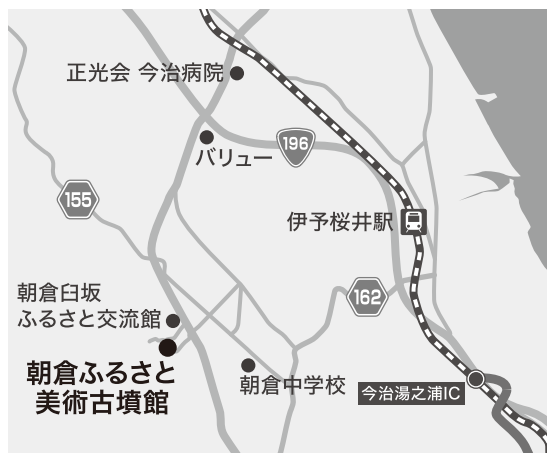 正光会 今治病院
バリュー
196
155
伊予桜井駅
162
朝倉臼坂
ふるさと交流館
朝倉ふるさと
美術古墳館
朝倉中学校
今治湯之浦IC